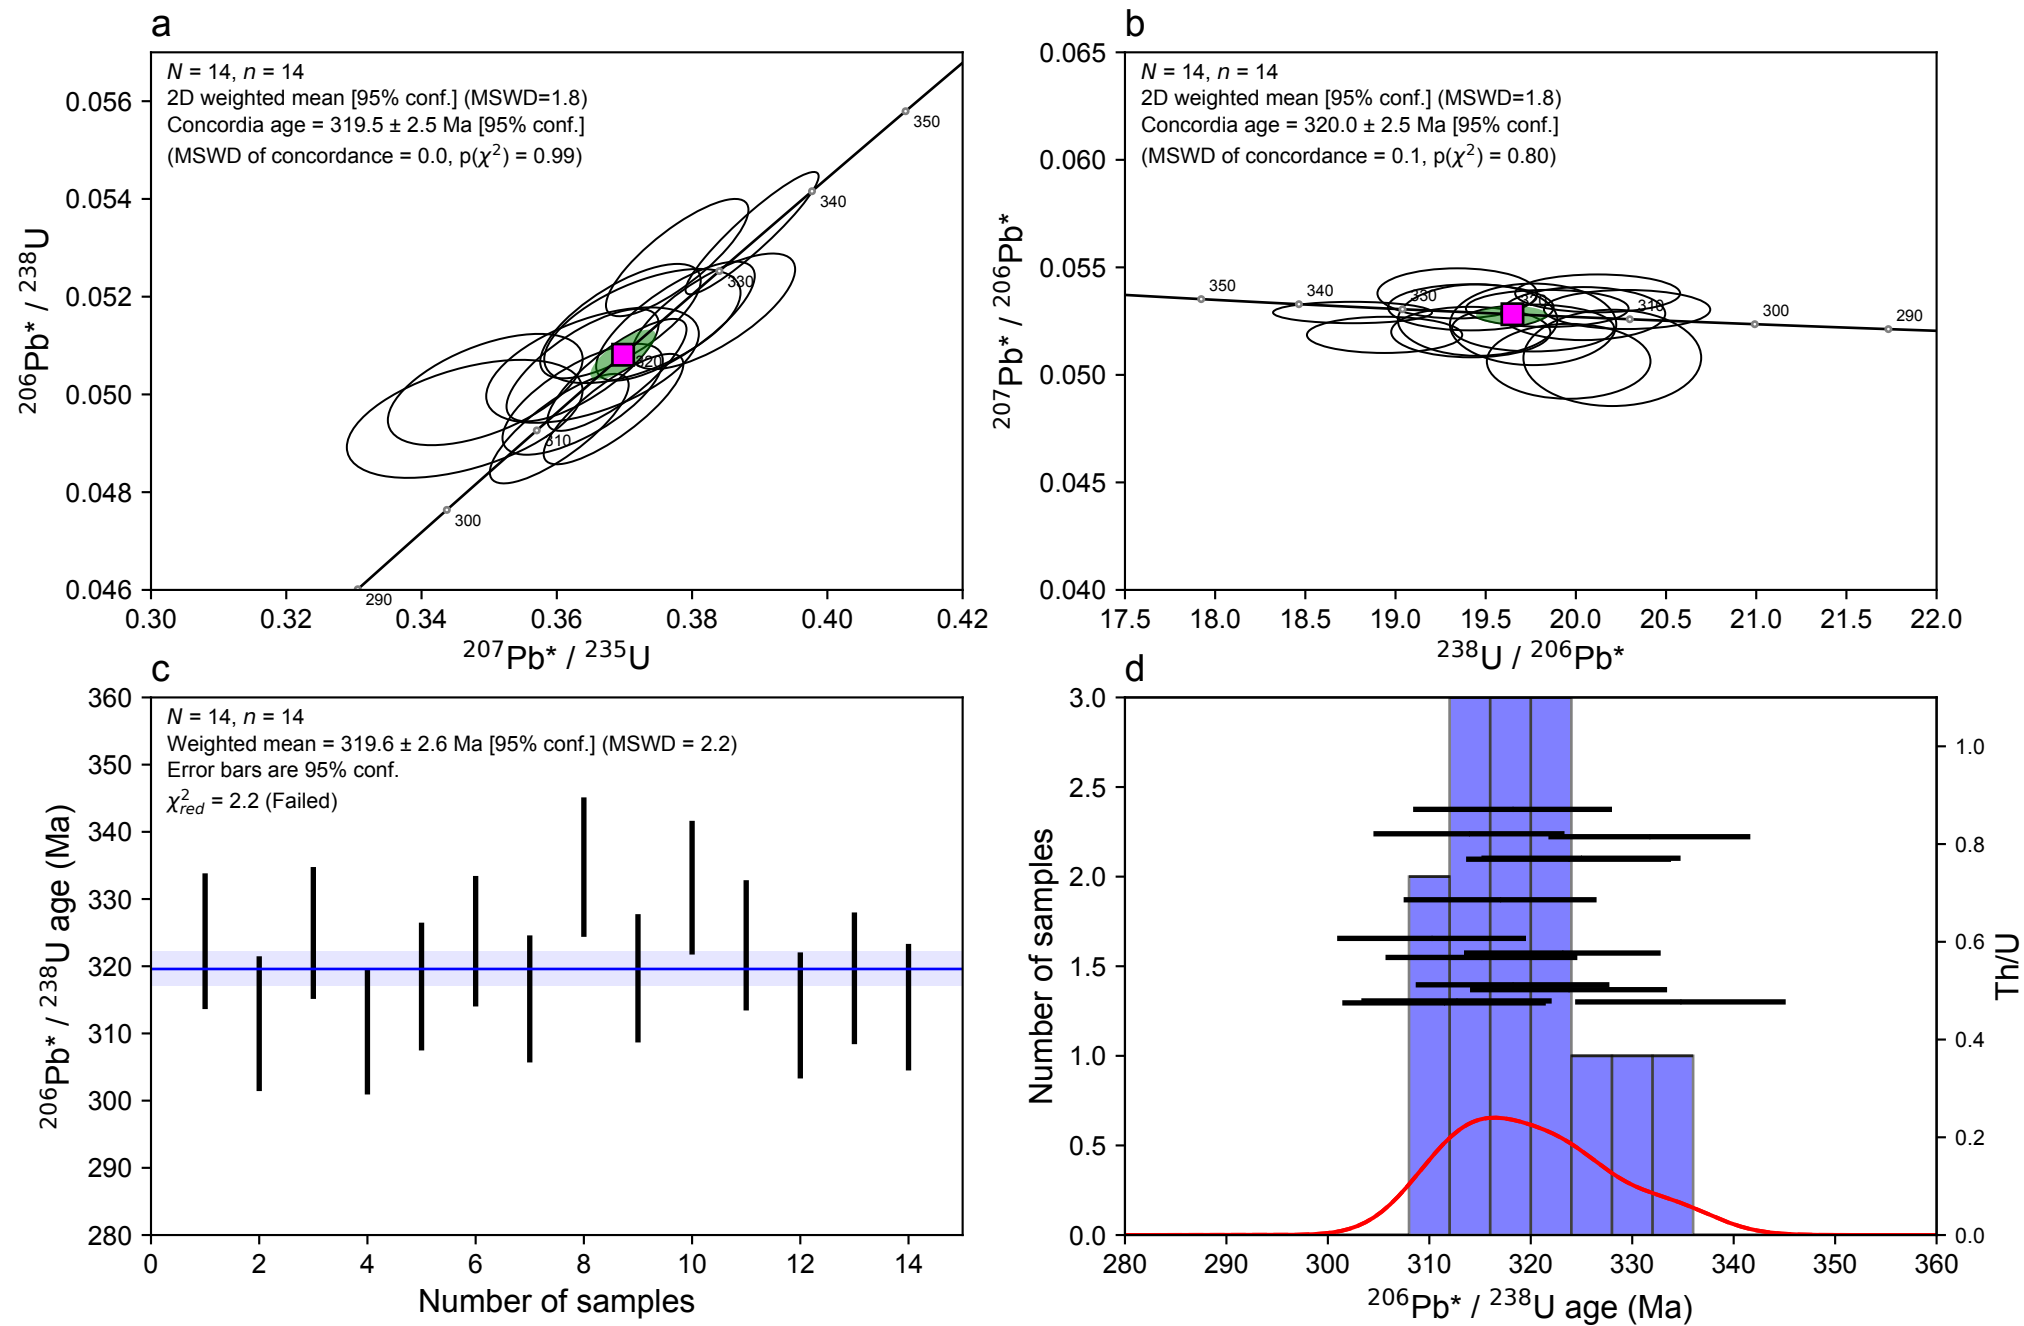 a
N = 14, n = 14
2D weighted mean [95% conf.] (MSWD=1.8)
Concordia age = 319.5 ± 2.5 Ma [95% conf.]
(MSWD of concordance = 0.0, p(χ²) = 0.99)
0.056
0.054
0.052
0.050
0.048
0.046
350
340
330
320
310
300
290
0.30 0.32 0.34 0.36 0.38 0.40 0.42
²⁰⁶Pb* / ²³⁸U
²⁰⁷Pb* / ²³⁵U
b
N = 14, n = 14
2D weighted mean [95% conf.] (MSWD=1.8)
Concordia age = 320.0 ± 2.5 Ma [95% conf.]
(MSWD of concordance = 0.1, p(χ²) = 0.80)
0.065
0.060
0.055
0.050
0.045
0.040
350 340 330 320 310 300 290
17.5 18.0 18.5 19.0 19.5 20.0 20.5 21.0 21.5 22.0
²⁰⁷Pb* / ²⁰⁶Pb*
²³⁸U / ²⁰⁶Pb*
c
N = 14, n = 14
Weighted mean = 319.6 ± 2.6 Ma [95% conf.] (MSWD = 2.2)
Error bars are 95% conf.
χ²red = 2.2 (Failed)
360
350
340
330
320
310
300
290
280
0 2 4 6 8 10 12 14
²⁰⁶Pb* / ²³⁸U age (Ma)
Number of samples
d
3.0
2.5
2.0
1.5
1.0
0.5
0.0
1.0
0.8
0.6
0.4
0.2
0.0
280 290 300 310 320 330 340 350 360
Number of samples
Th/U
²⁰⁶Pb* / ²³⁸U age (Ma)